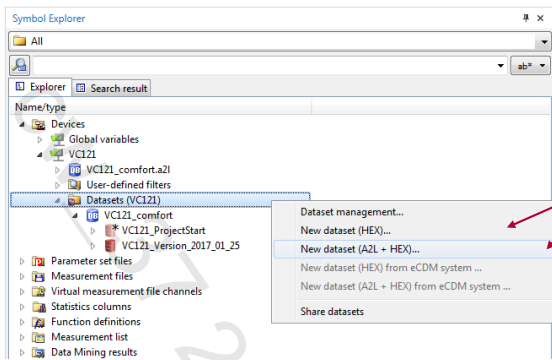 Symbol Explorer
All
ab*
Explorer
Search result
Name/type
Devices
Global variables
VC121
VC121_comfort.a2l
User-defined filters
Datasets (VC121)
VC121_comfort
VC121_ProjectStart
VC121_Version_2017_01_25
Parameter set files
Measurement files
Virtual measurement file channels
Statistics columns
Function definitions
Measurement list
Data Mining results
Dataset management...
New dataset (HEX)...
New dataset (A2L + HEX)...
New dataset (HEX) from eCDM system ...
New dataset (A2L + HEX) from eCDM system ...
Share datasets